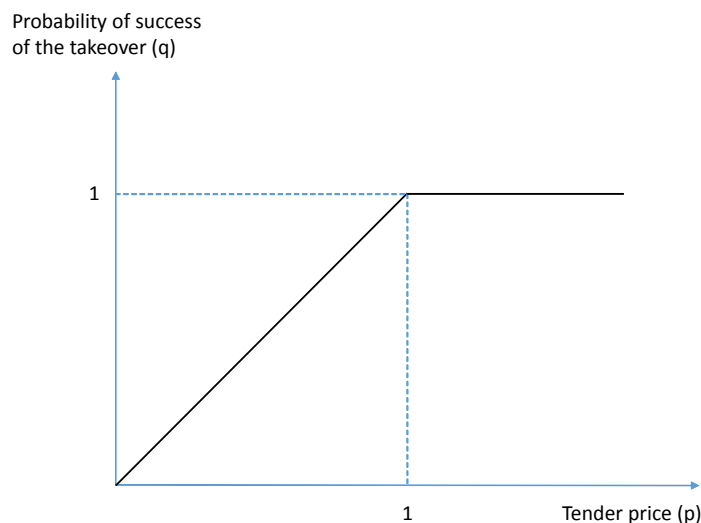 Probability of success
of the takeover (q)
1
1
Tender price (p)